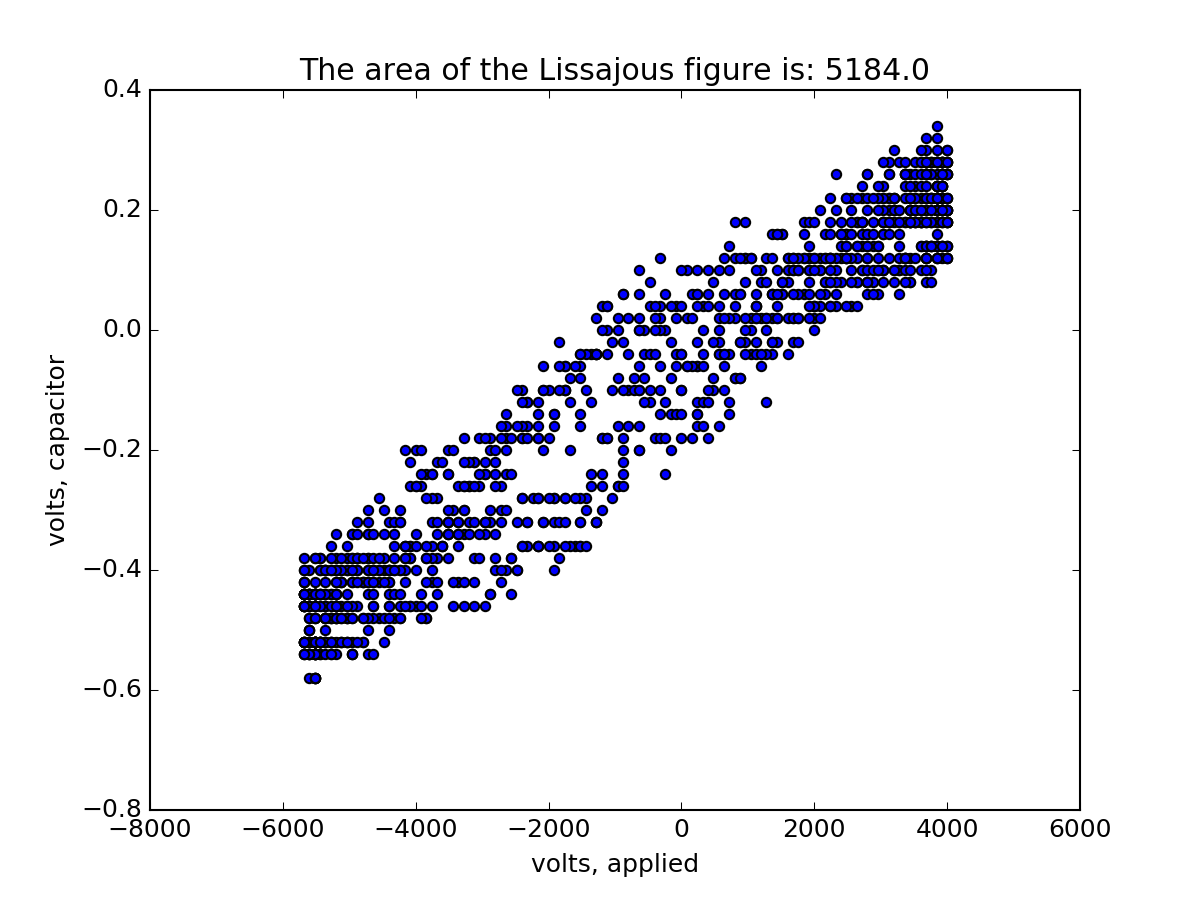 The area of the Lissajous figure is: 5184.0
0.4
0.2
0.0
−0.2
−0.4
−0.6
−0.8
volts, capacitor
−8000 −6000 −4000 −2000 0 2000 4000 6000
volts, applied